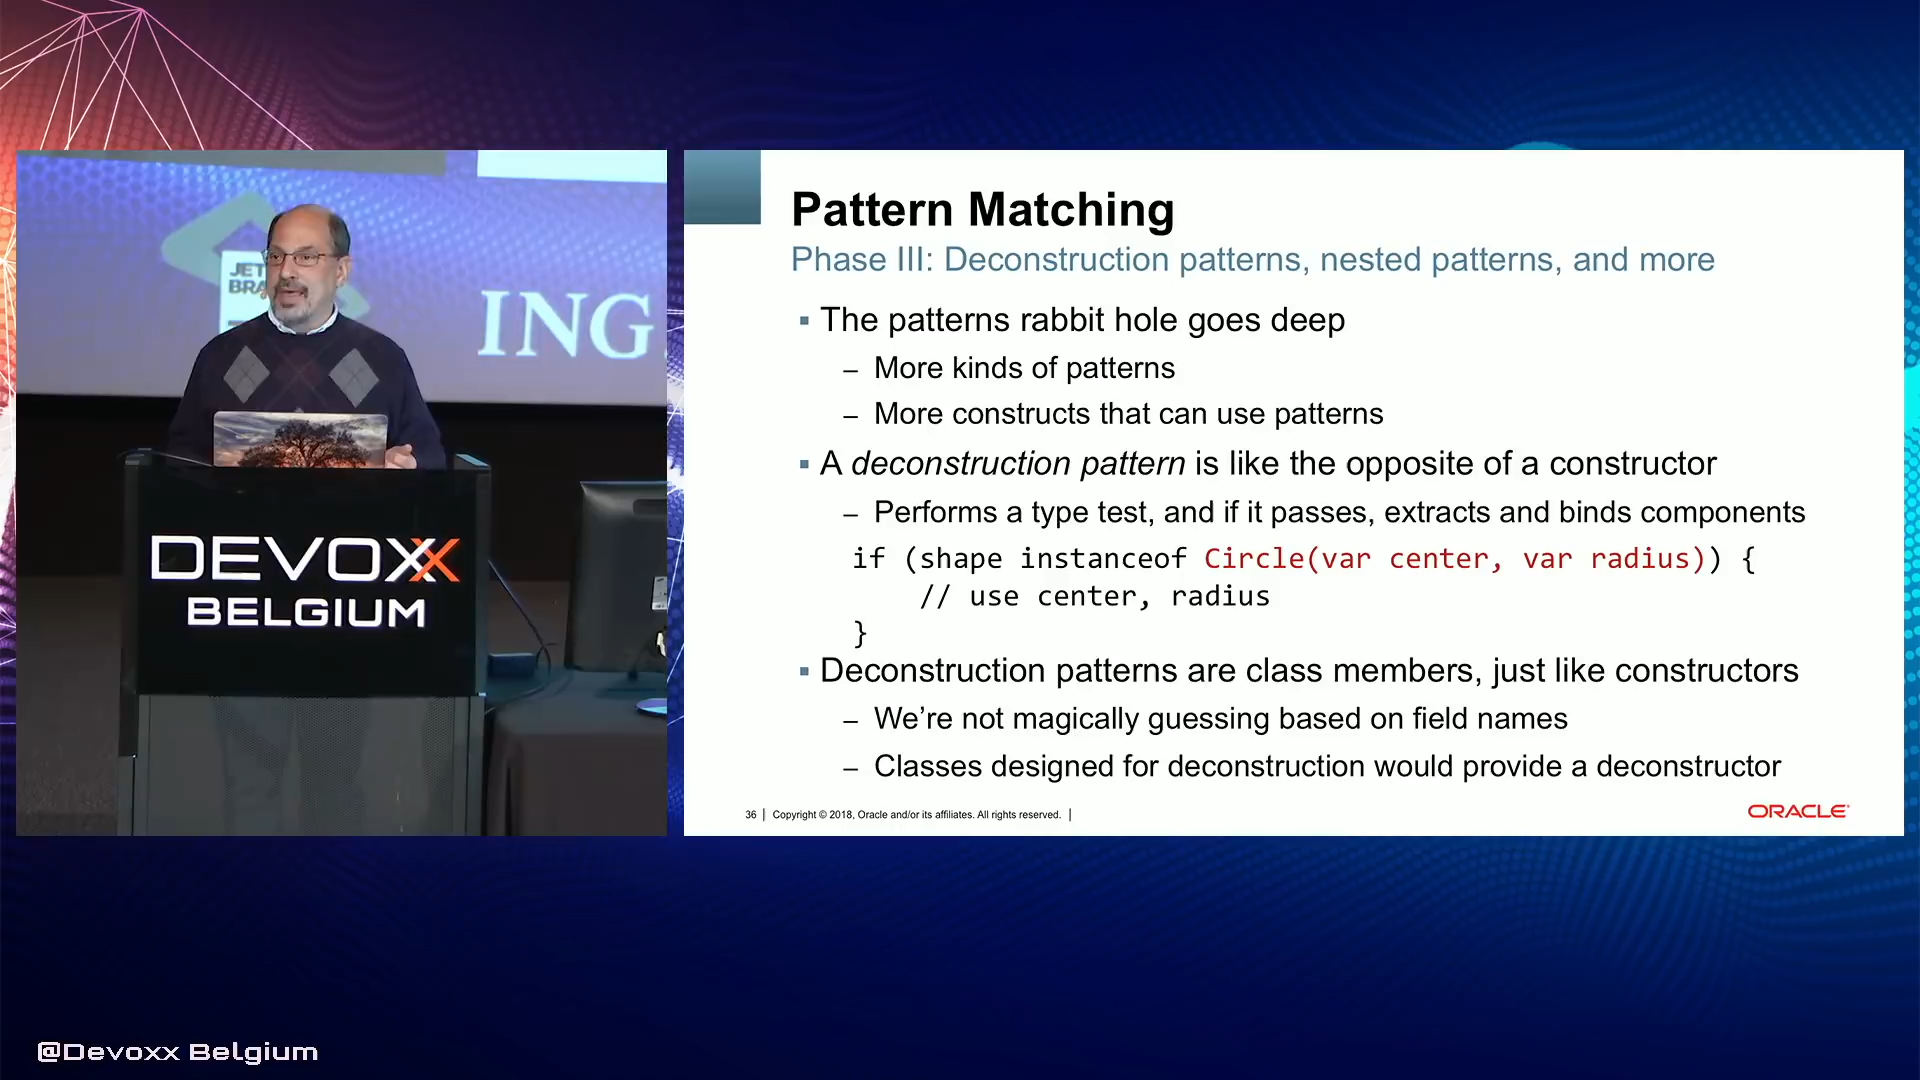 JET
BRA
ING
DEVOXX
BELGIUM
Pattern Matching
Phase III: Deconstruction patterns, nested patterns, and more
▪ The patterns rabbit hole goes deep
– More kinds of patterns
– More constructs that can use patterns
▪ A deconstruction pattern is like the opposite of a constructor
– Performs a type test, and if it passes, extracts and binds components
if (shape instanceof Circle(var center, var radius)) {
// use center, radius
}
▪ Deconstruction patterns are class members, just like constructors
– We’re not magically guessing based on field names
– Classes designed for deconstruction would provide a deconstructor
36 | Copyright © 2018, Oracle and/or its affiliates. All rights reserved. |
ORACLE
@Devoxx Belgium